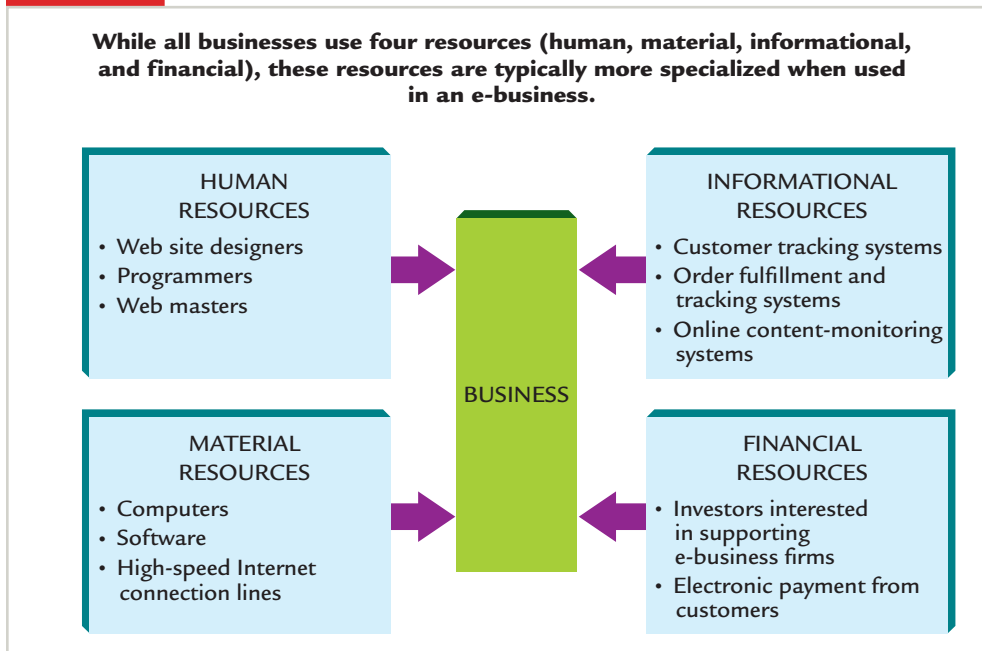 While all businesses use four resources (human, material, informational,
and financial), these resources are typically more specialized when used
in an e-business.
HUMAN
RESOURCES
• Web site designers
• Programmers
• Web masters
INFORMATIONAL
RESOURCES
• Customer tracking systems
• Order fulfillment and
tracking systems
• Online content-monitoring
systems
BUSINESS
MATERIAL
RESOURCES
• Computers
• Software
• High-speed Internet
connection lines
FINANCIAL
RESOURCES
• Investors interested
in supporting
e-business firms
• Electronic payment from
customers